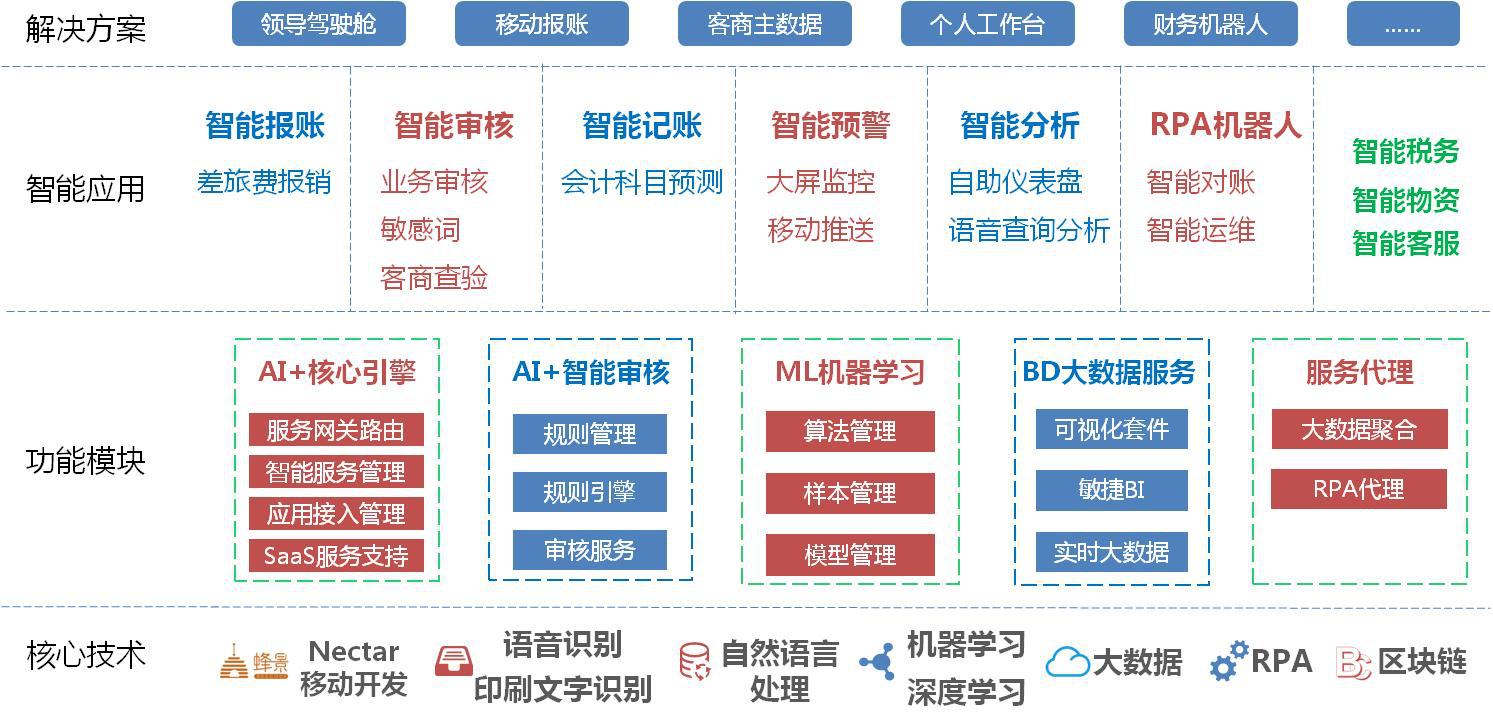 解决方案
领导驾驶舱
移动报账
客商主数据
个人工作台
财务机器人
......
智能应用
智能报账
差旅费报销
智能审核
业务审核
敏感词
客商查验
智能记账
会计科目预测
智能预警
大屏监控
移动推送
智能分析
自助仪表盘
语音查询分析
RPA机器人
智能对账
智能运维
智能税务
智能物资
智能客服
功能模块
AI+核心引擎
服务网关路由
智能服务管理
应用接入管理
SaaS服务支持
AI+智能审核
规则管理
规则引擎
审核服务
ML机器学习
算法管理
样本管理
模型管理
BD大数据服务
可视化套件
敏捷BI
实时大数据
服务代理
大数据聚合
RPA代理
核心技术
蜂景
Nectar
移动开发
语音识别
印刷文字识别
自然语言
处理
机器学习
深度学习
大数据
RPA
区块链